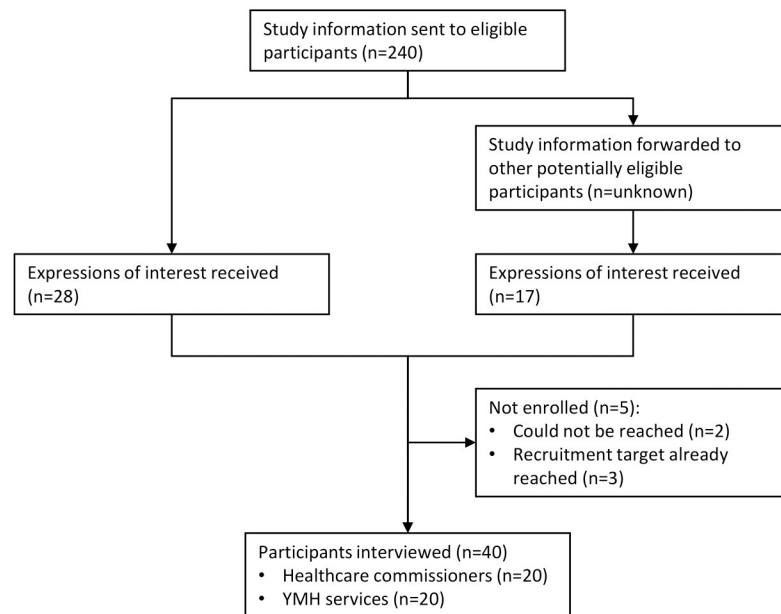 Study information sent to eligible
participants (n=240)
Study information forwarded to
other potentially eligible
participants (n=unknown)
Expressions of interest received
(n=28)
Expressions of interest received
(n=17)
Not enrolled (n=5):
• Could not be reached (n=2)
• Recruitment target already
reached (n=3)
Participants interviewed (n=40)
• Healthcare commissioners (n=20)
• YMH services (n=20)